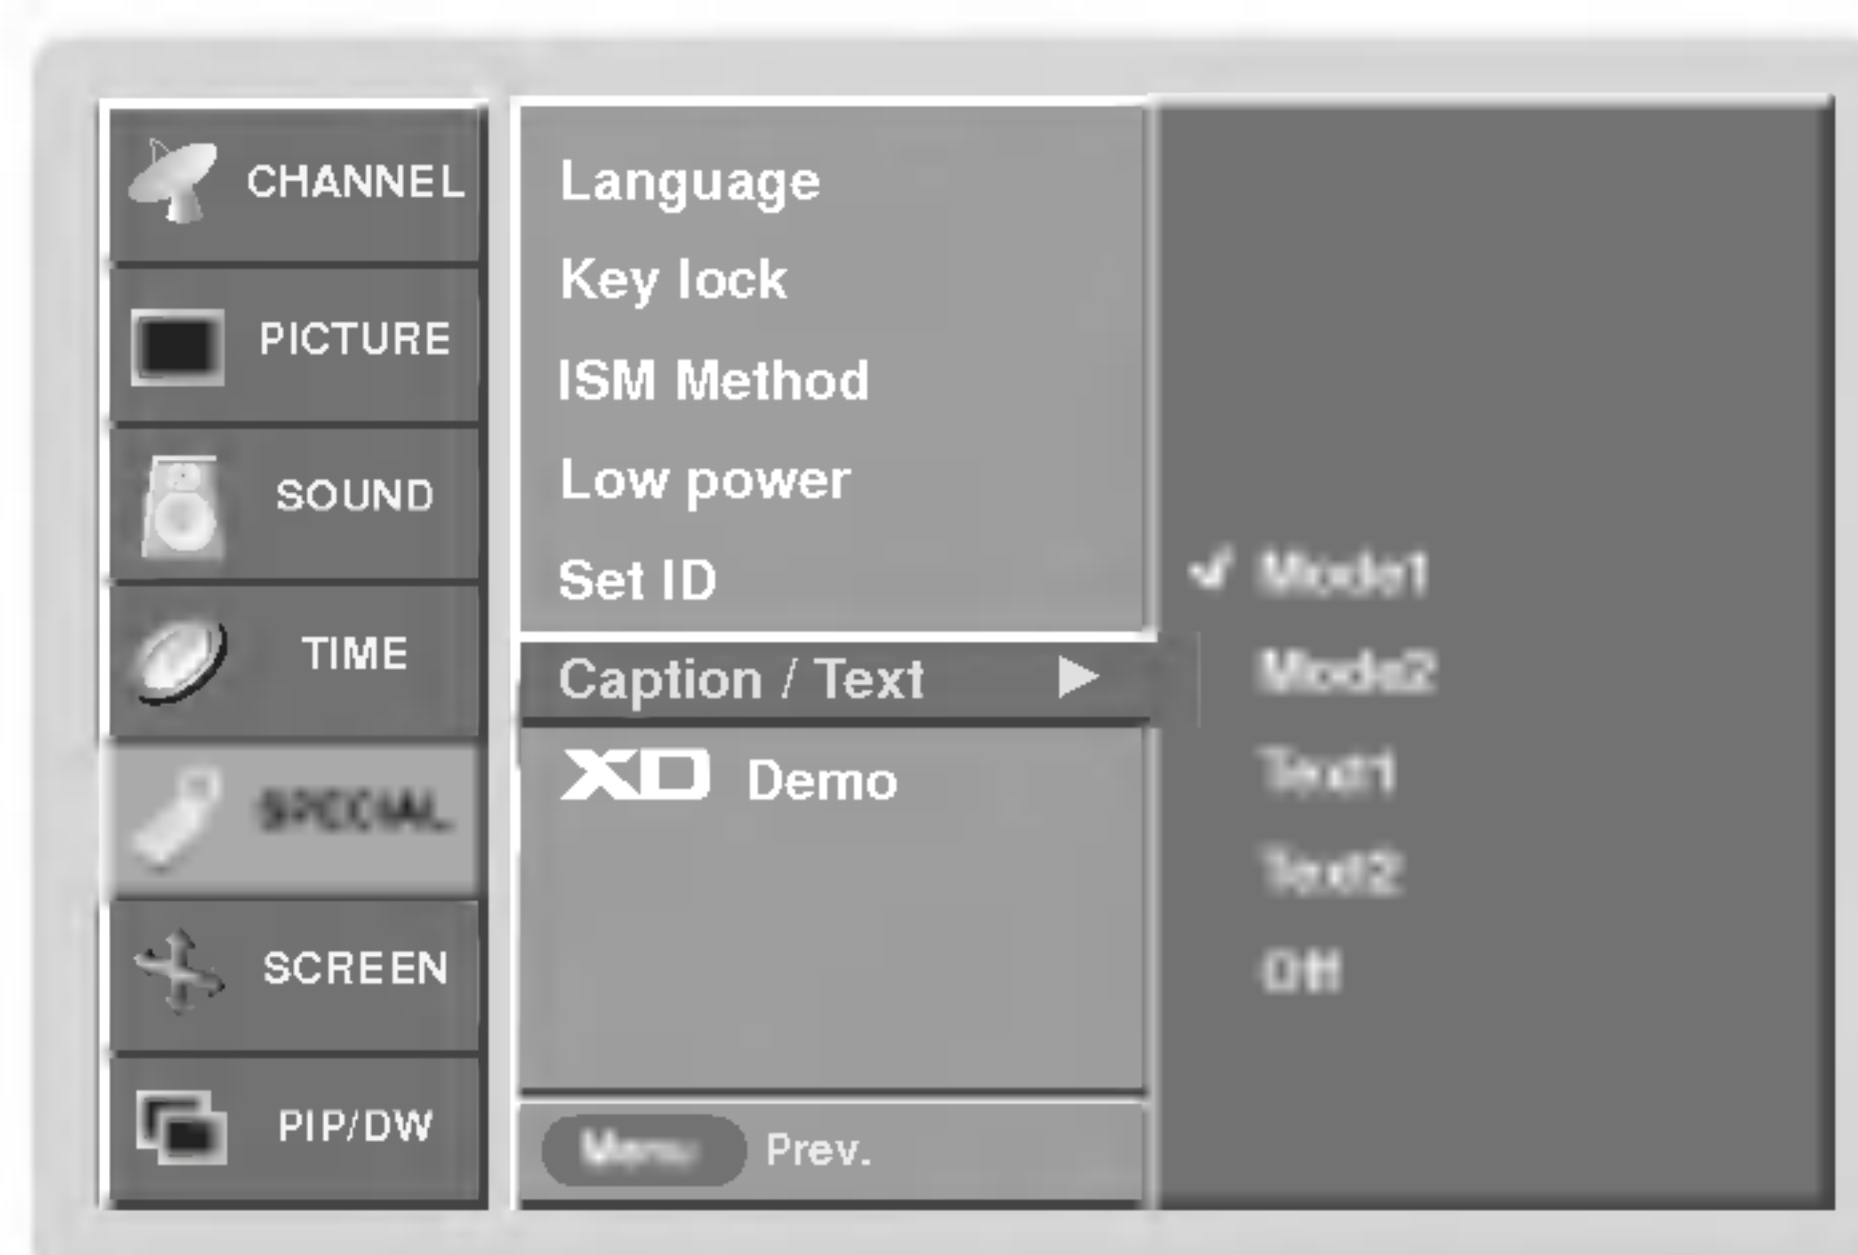 CHANNEL
PICTURE
SOUND
TIME
SPECIAL
SCREEN
PIP/DW
Language
Key lock
ISM Method
Low power
Set ID
Caption / Text
XD Demo
Menu Prev.
Mode1
Mode2
Text1
Text2
Off